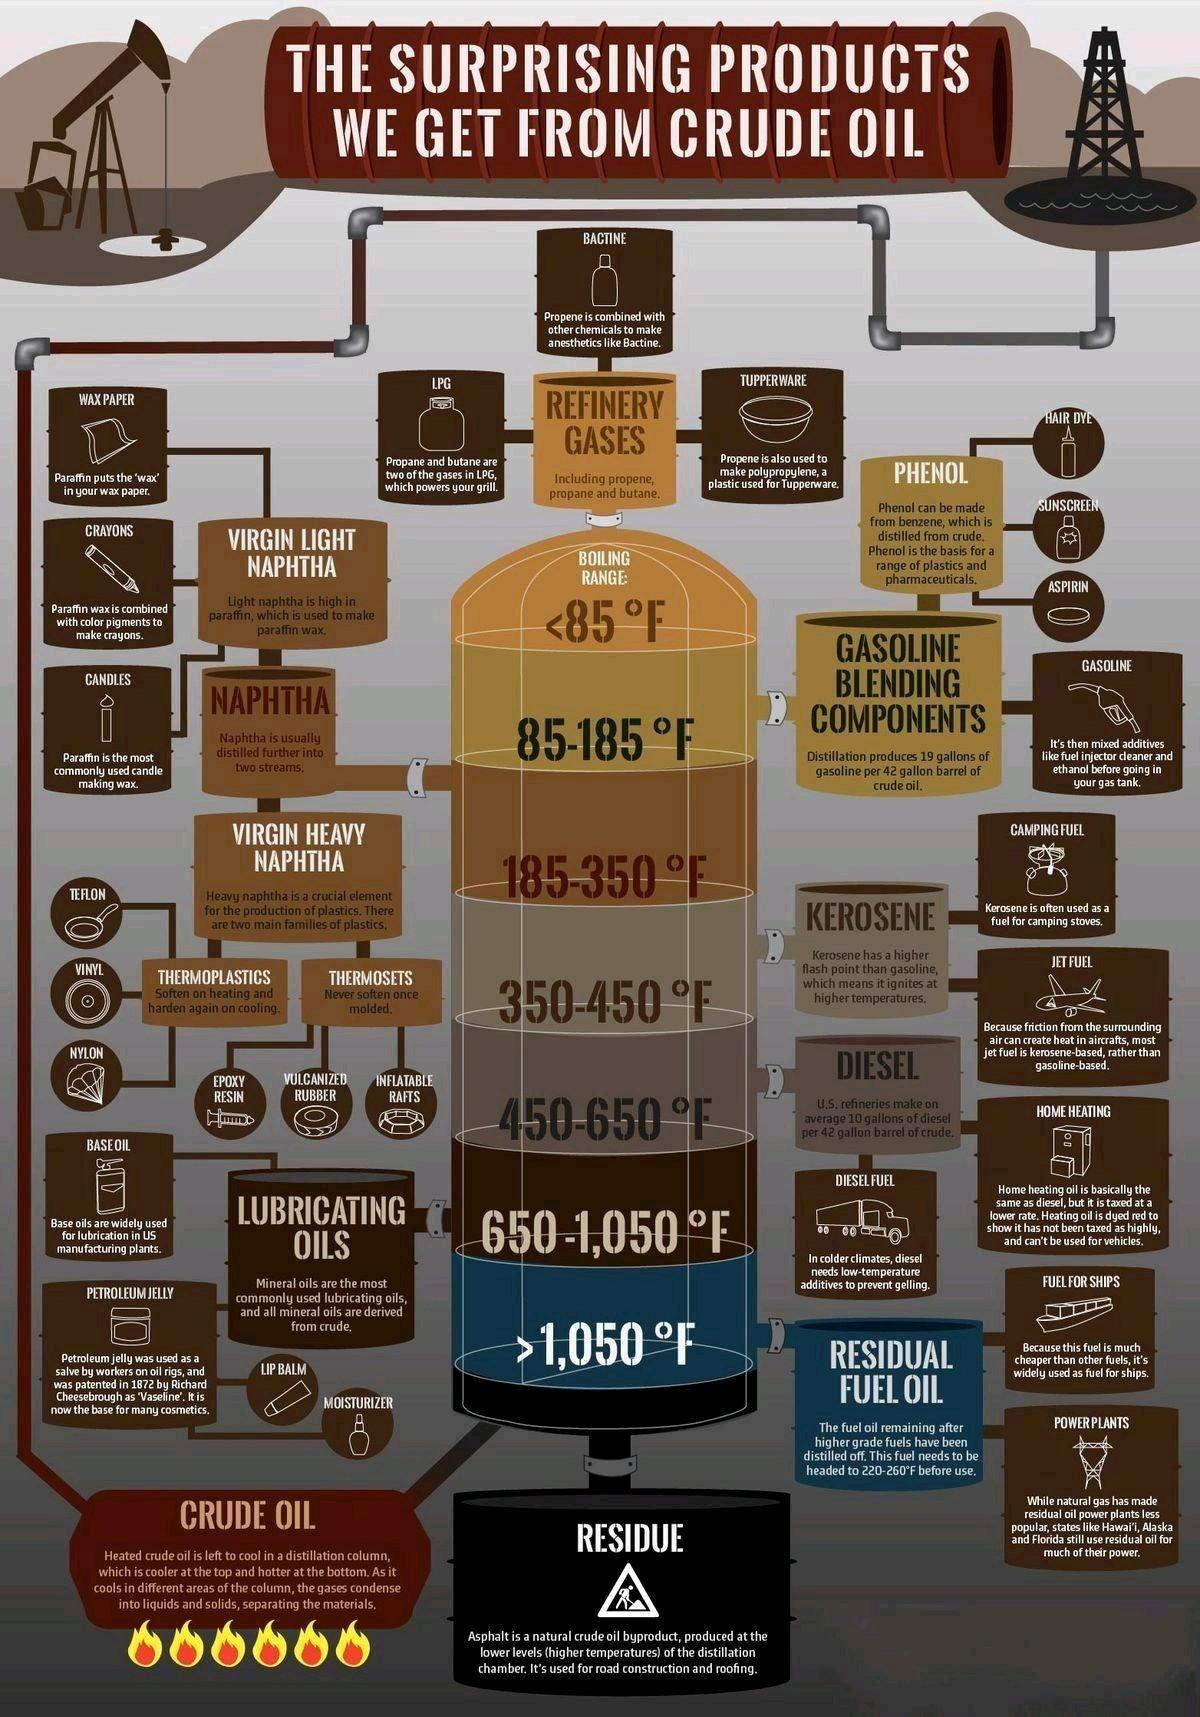 THE SURPRISING PRODUCTS
WE GET FROM CRUDE OIL
BACTINE
Propene is combined with
other chemicals to make
anesthetics like Bactine.
LPG
Propane and butane are
two of the gases in LPG,
which powers your grill.
REFINERY
GASES
Including propene,
propane and butane.
TUPPERWARE
Propene is also used to
make polypropylene, a
plastic used for Tupperware.
WAX PAPER
Paraffin puts the ‘wax’
in your wax paper.
CRAYONS
Paraffin wax is combined
with color pigments to
make crayons.
CANDLES
Paraffin is the most
commonly used candle
making wax.
VIRGIN LIGHT
NAPHTHA
Light naphtha is high in
paraffin, which is used to make
paraffin wax.
NAPHTHA
Naphtha is usually
distilled further into
two streams.
VIRGIN HEAVY
NAPHTHA
Heavy naphtha is a crucial element
for the production of plastics. There
are two main families of plastics.
THERMOPLASTICS
Soften on heating and
harden again on cooling.
THERMOSETS
Never soften once
molded.
TEFLON
VINYL
NYLON
EPOXY
RESIN
VULCANIZED
RUBBER
INFLATABLE
RAFTS
BOILING
RANGE:
<85 °F
85-185 °F
185-350 °F
350-450 °F
450-650 °F
650-1,050 °F
>1,050 °F
PHENOL
Phenol can be made
from benzene, which is
distilled from crude.
Phenol is the basis for a
range of plastics and
pharmaceuticals.
HAIR DYE
SUNSCREEN
ASPIRIN
GASOLINE
BLENDING
COMPONENTS
Distillation produces 19 gallons of
gasoline per 42 gallon barrel of
crude oil.
GASOLINE
It’s then mixed additives
like fuel injector cleaner and
ethanol before going in
your gas tank.
KEROSENE
Kerosene has a higher
flash point than gasoline,
which means it ignites at
higher temperatures.
CAMPING FUEL
Kerosene is often used as a
fuel for camping stoves.
JET FUEL
Because friction from the surrounding
air can create heat in aircrafts, most
jet fuel is kerosene-based, rather than
gasoline-based.
DIESEL
U.S. refineries make on
average 10 gallons of diesel
per 42 gallon barrel of crude.
DIESEL FUEL
In colder climates, diesel
needs low-temperature
additives to prevent gelling.
HOME HEATING
Home heating oil is basically the
same as diesel, but it is taxed at a
lower rate. Heating oil is dyed red to
show it has not been taxed as highly,
and can’t be used for vehicles.
BASE OIL
Base oils are widely used
for lubrication in US
manufacturing plants.
LUBRICATING
OILS
Mineral oils are the most
commonly used lubricating oils,
and all mineral oils are derived
from crude.
PETROLEUM JELLY
Petroleum jelly was used as a
salve by workers on oil rigs, and
was patented in 1872 by Richard
Cheesebrough as ‘Vaseline’. It is
now the base for many cosmetics.
LIP BALM
MOISTURIZER
RESIDUAL
FUEL OIL
The fuel oil remaining after
higher grade fuels have been
distilled off. This fuel needs to be
headed to 220-260°F before use.
FUEL FOR SHIPS
Because this fuel is much
cheaper than other fuels, it’s
widely used as fuel for ships.
POWER PLANTS
While natural gas has made
residual oil power plants less
popular, states like Hawai’i, Alaska
and Florida still use residual oil for
much of their power.
CRUDE OIL
Heated crude oil is left to cool in a distillation column,
which is cooler at the top and hotter at the bottom. As it
cools in different areas of the column, the gases condense
into liquids and solids, separating the materials.
RESIDUE
Asphalt is a natural crude oil byproduct, produced at the
lower levels (higher temperatures) of the distillation
chamber. It’s used for road construction and roofing.